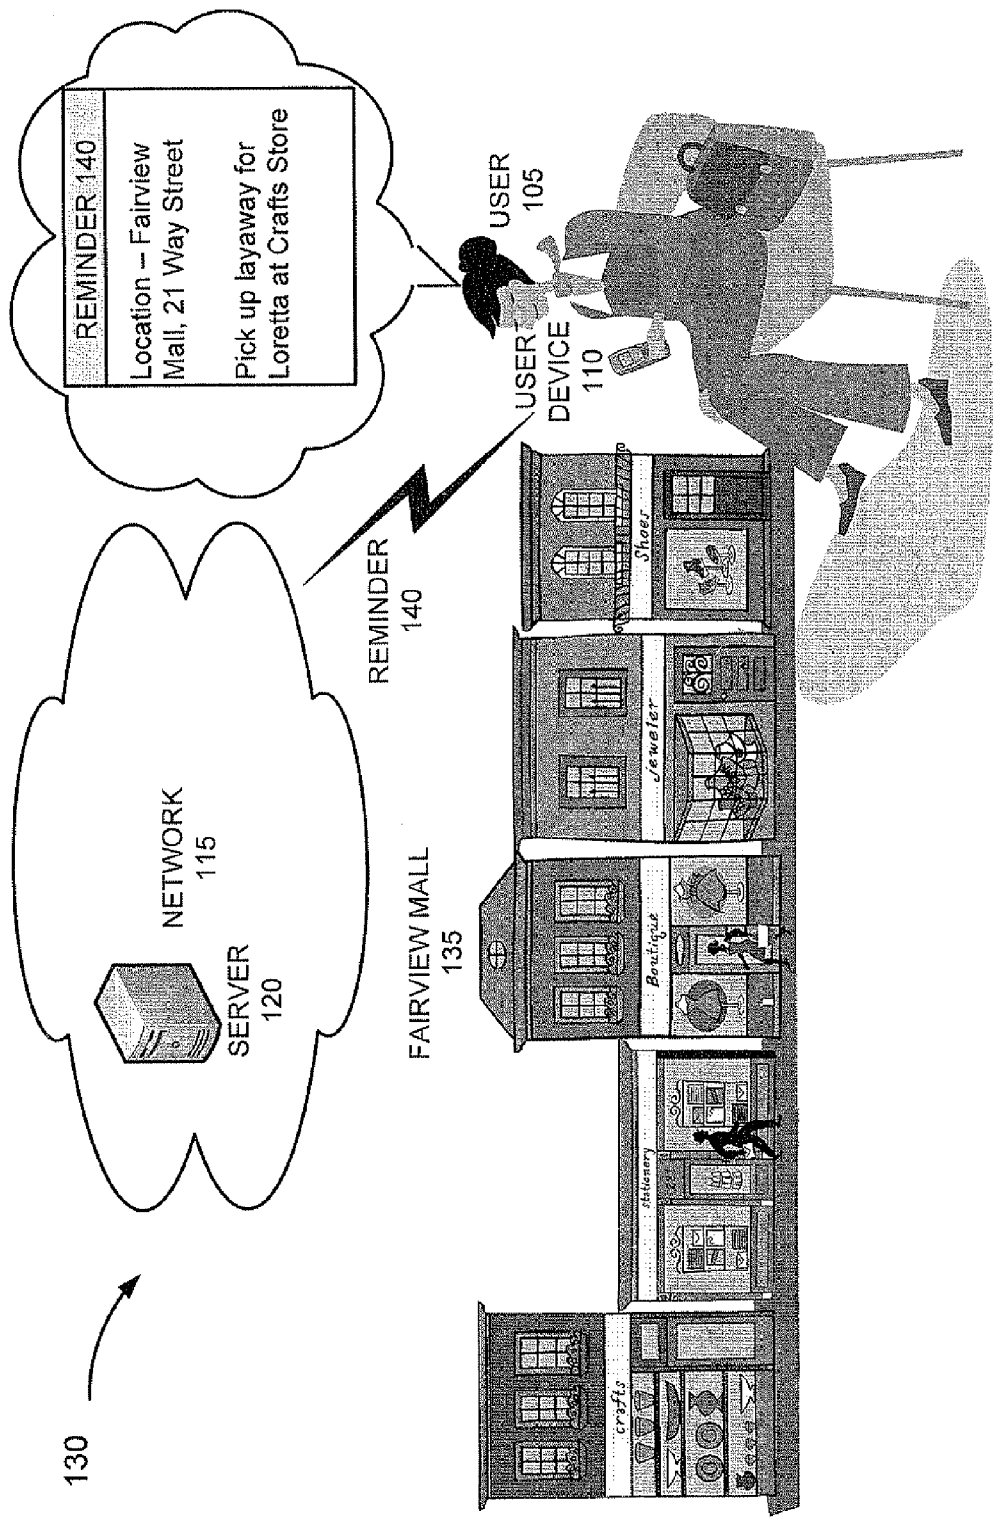 130
NETWORK
115
SERVER
120
REMINDER 140
Location – Fairview
Mall, 21 Way Street
Pick up layaway for
Loretta at Crafts Store
REMINDER
140
USER
105
USER
DEVICE
110
FAIRVIEW MALL
135
crafts
stationery
Boutique
jeweler
Shoes